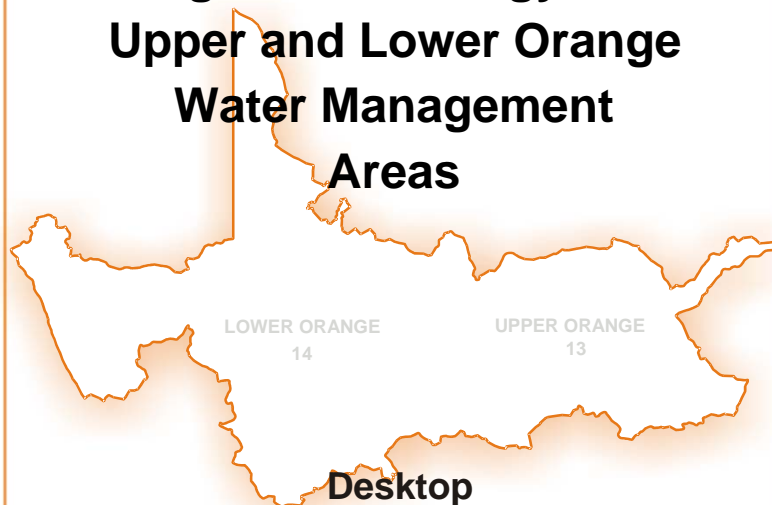 Upper and Lower Orange
Water Management
Areas
LOWER ORANGE
14
UPPER ORANGE
13
Desktop